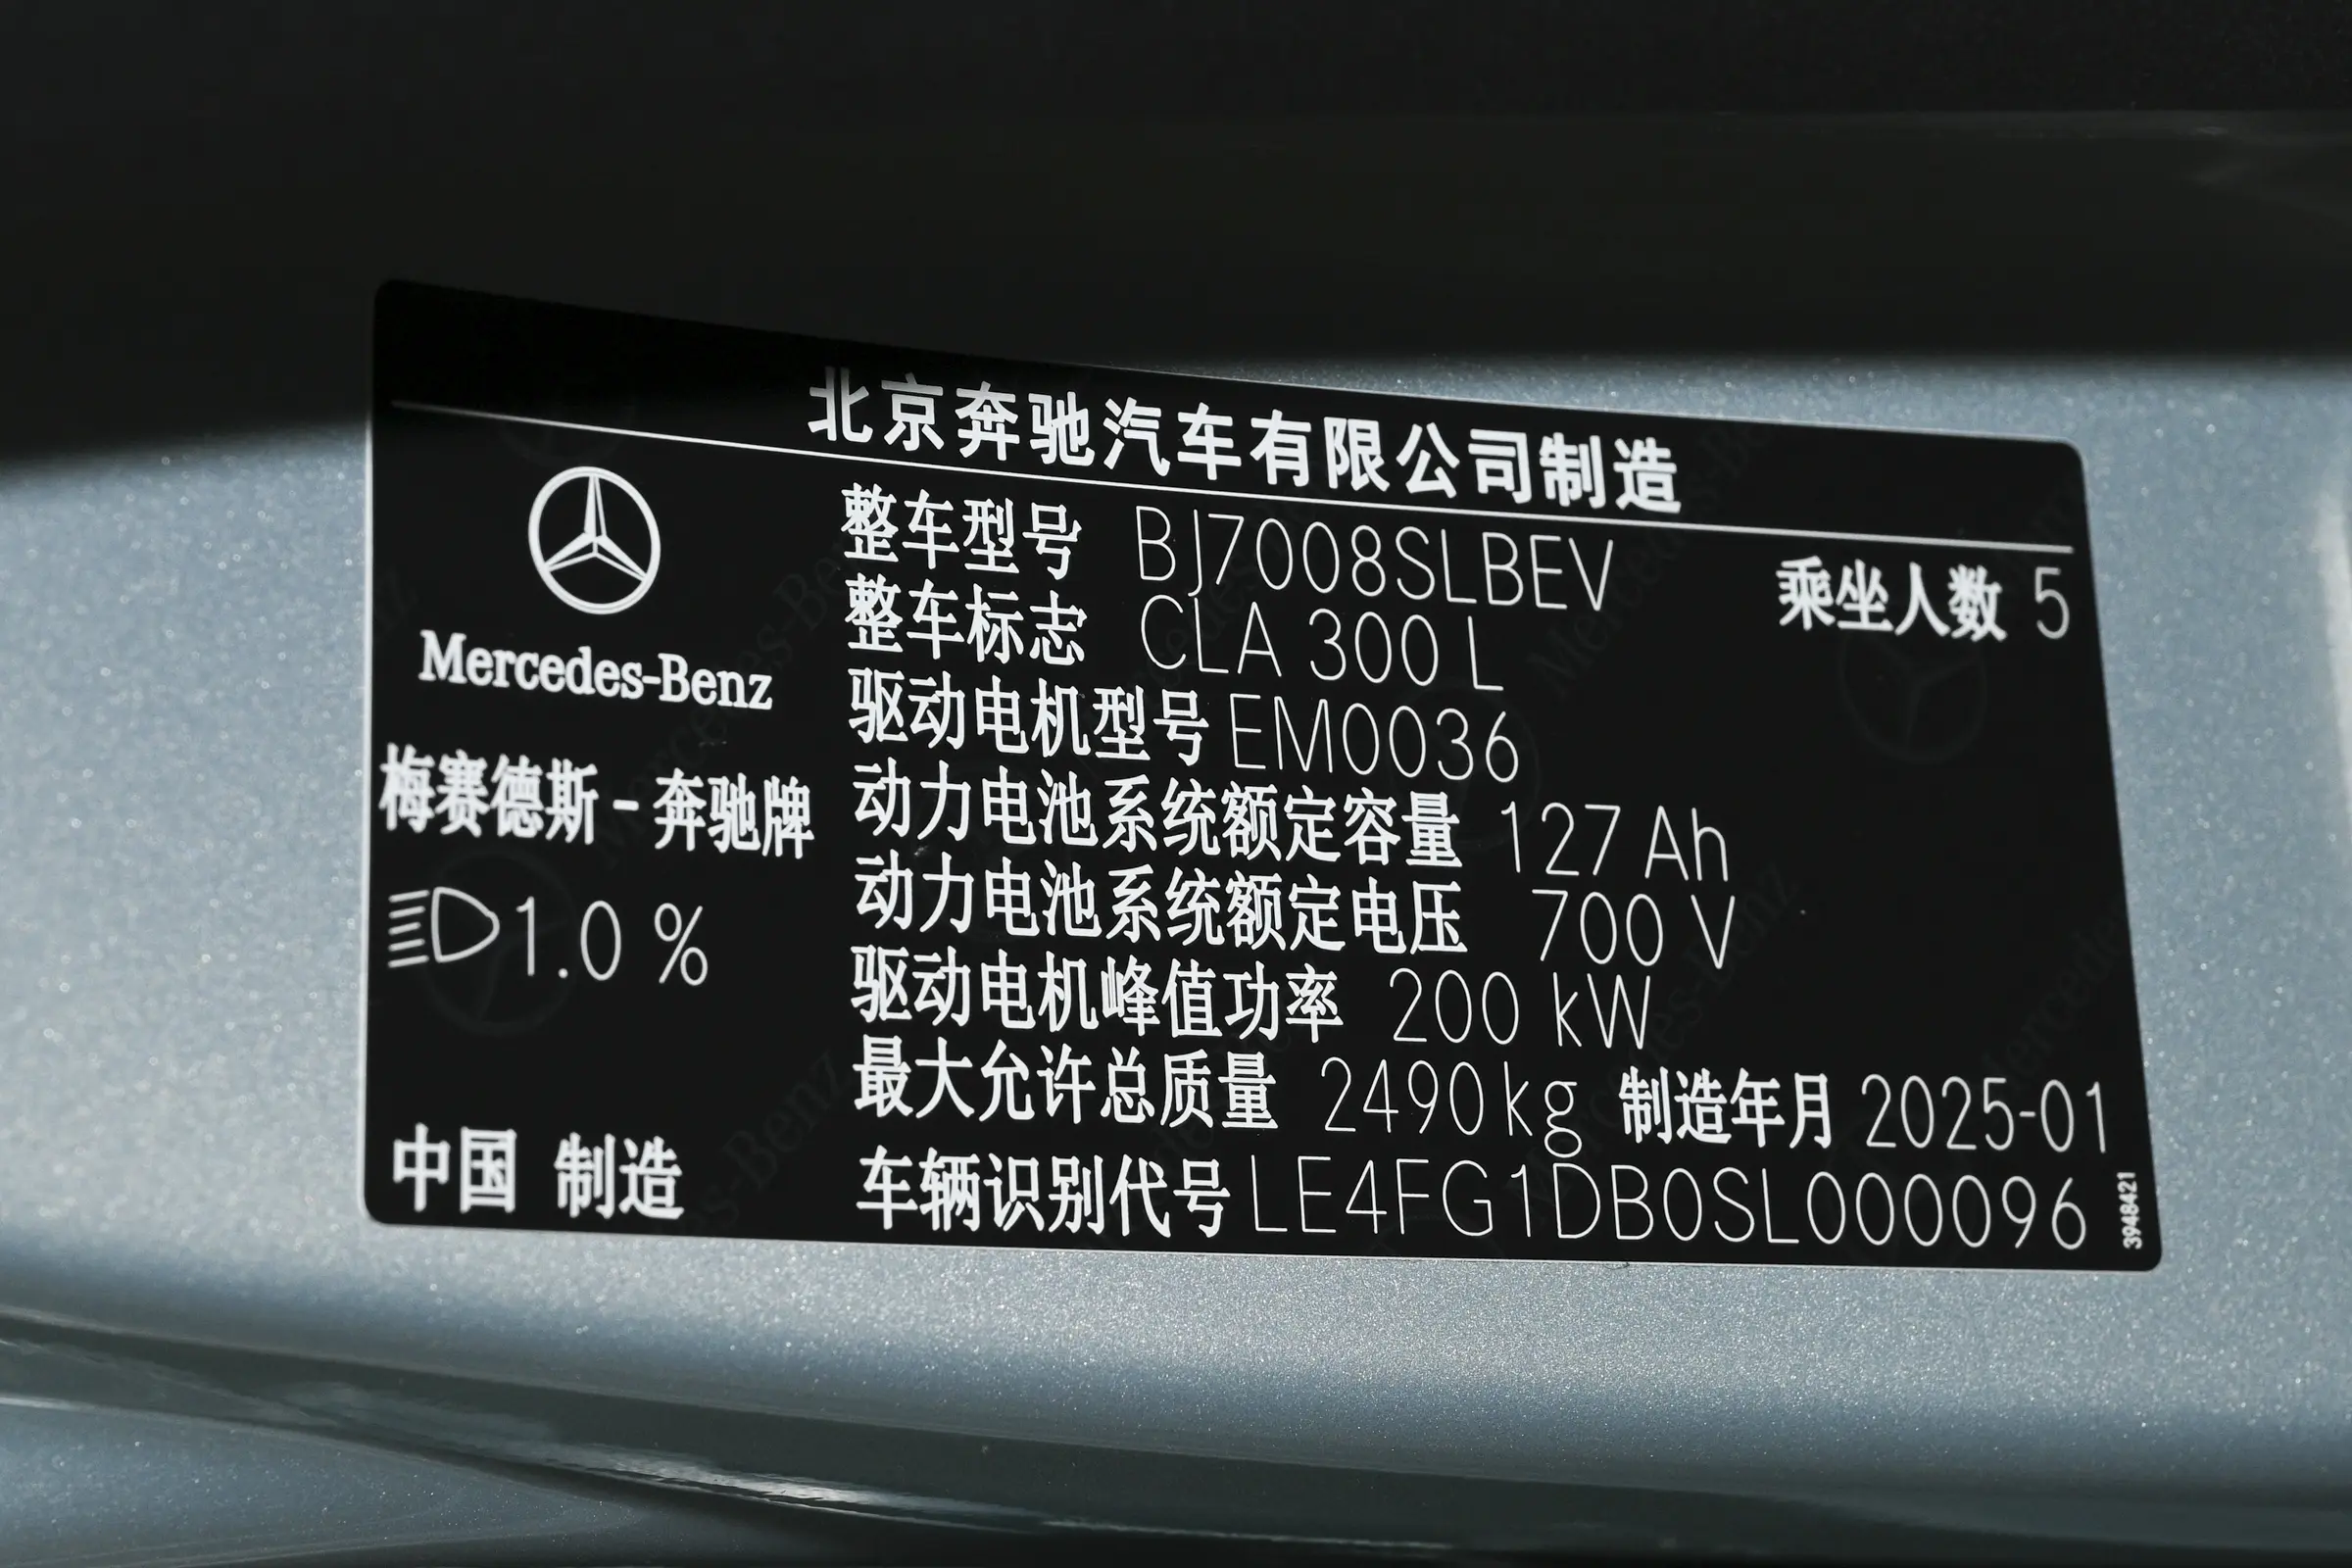 北京奔驰汽车有限公司制造
Mercedes-Benz
梅赛德斯-奔驰牌
1.0 %
中国 制造
整车型号 BJ7008SLBEV
乘坐人数 5
整车标志 CLA 300 L
驱动电机型号 EM0036
动力电池系统额定容量 127 Ah
动力电池系统额定电压 700 V
驱动电机峰值功率 200 kW
最大允许总质量 2490 kg 制造年月 2025-01
车辆识别代号 LE4FG1DB0SL000096
3948421